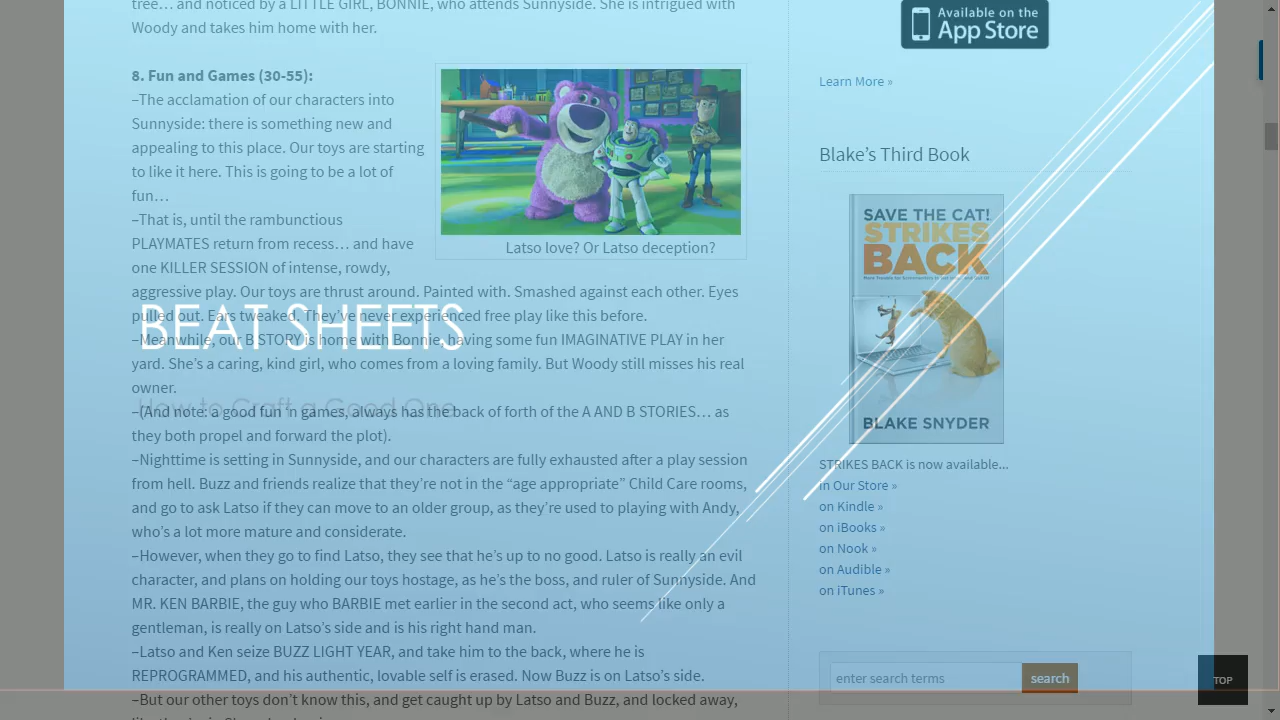 tree… and noticed by a LITTLE GIRL, BONNIE, who attends Sunnyside. She is intrigued with
Woody and takes him home with her.
8. Fun and Games (30-55):
–The acclamation of our characters into
Sunnyside: there is something new and
appealing to this place. Our toys are starting
to like it here. This is going to be a lot of
fun…
–That is, until the rambunctious
PLAYMATES return from recess… and have
one KILLER SESSION of intense, rowdy,
Latso love? Or Latso deception?
aggressive play. Our toys are thrust around. Painted with. Smashed against each other. Eyes
pulled out. Ears tweaked. They’ve never experienced free play like this before.
–Meanwhile, our B STORY is home with Bonnie, having some fun IMAGINATIVE PLAY in her
yard. She’s a caring, kind girl, who comes from a loving family. But Woody still misses his real
owner.
–(And note: a good fun ‘n games, always has the back of forth of the A AND B STORIES… as
they both propel and forward the plot).
–Nighttime is setting in Sunnyside, and our characters are fully exhausted after a play session
from hell. Buzz and friends realize that they’re not in the “age appropriate” Child Care rooms,
and go to ask Latso if they can move to an older group, as they’re used to playing with Andy,
who’s a lot more mature and considerate.
–However, when they go to find Latso, they see that he’s up to no good. Latso is really an evil
character, and plans on holding our toys hostage, as he’s the boss, and ruler of Sunnyside. And
MR. KEN BARBIE, the guy who BARBIE met earlier in the second act, who seems like only a
gentleman, is really on Latso’s side and is his right hand man.
–Latso and Ken seize BUZZ LIGHT YEAR, and take him to the back, where he is
REPROGRAMMED, and his authentic, lovable self is erased. Now Buzz is on Latso’s side.
–But our other toys don’t know this, and get caught up by Latso and Buzz, and locked away,
BEAT SHEETS
How to Craft a Good One
Available on the
App Store
Learn More »
Blake’s Third Book
SAVE THE CAT!
STRIKES
BACK
BLAKE SNYDER
STRIKES BACK is now available...
in Our Store »
on Kindle »
on iBooks »
on Nook »
on Audible »
on iTunes »
enter search terms
search
TOP